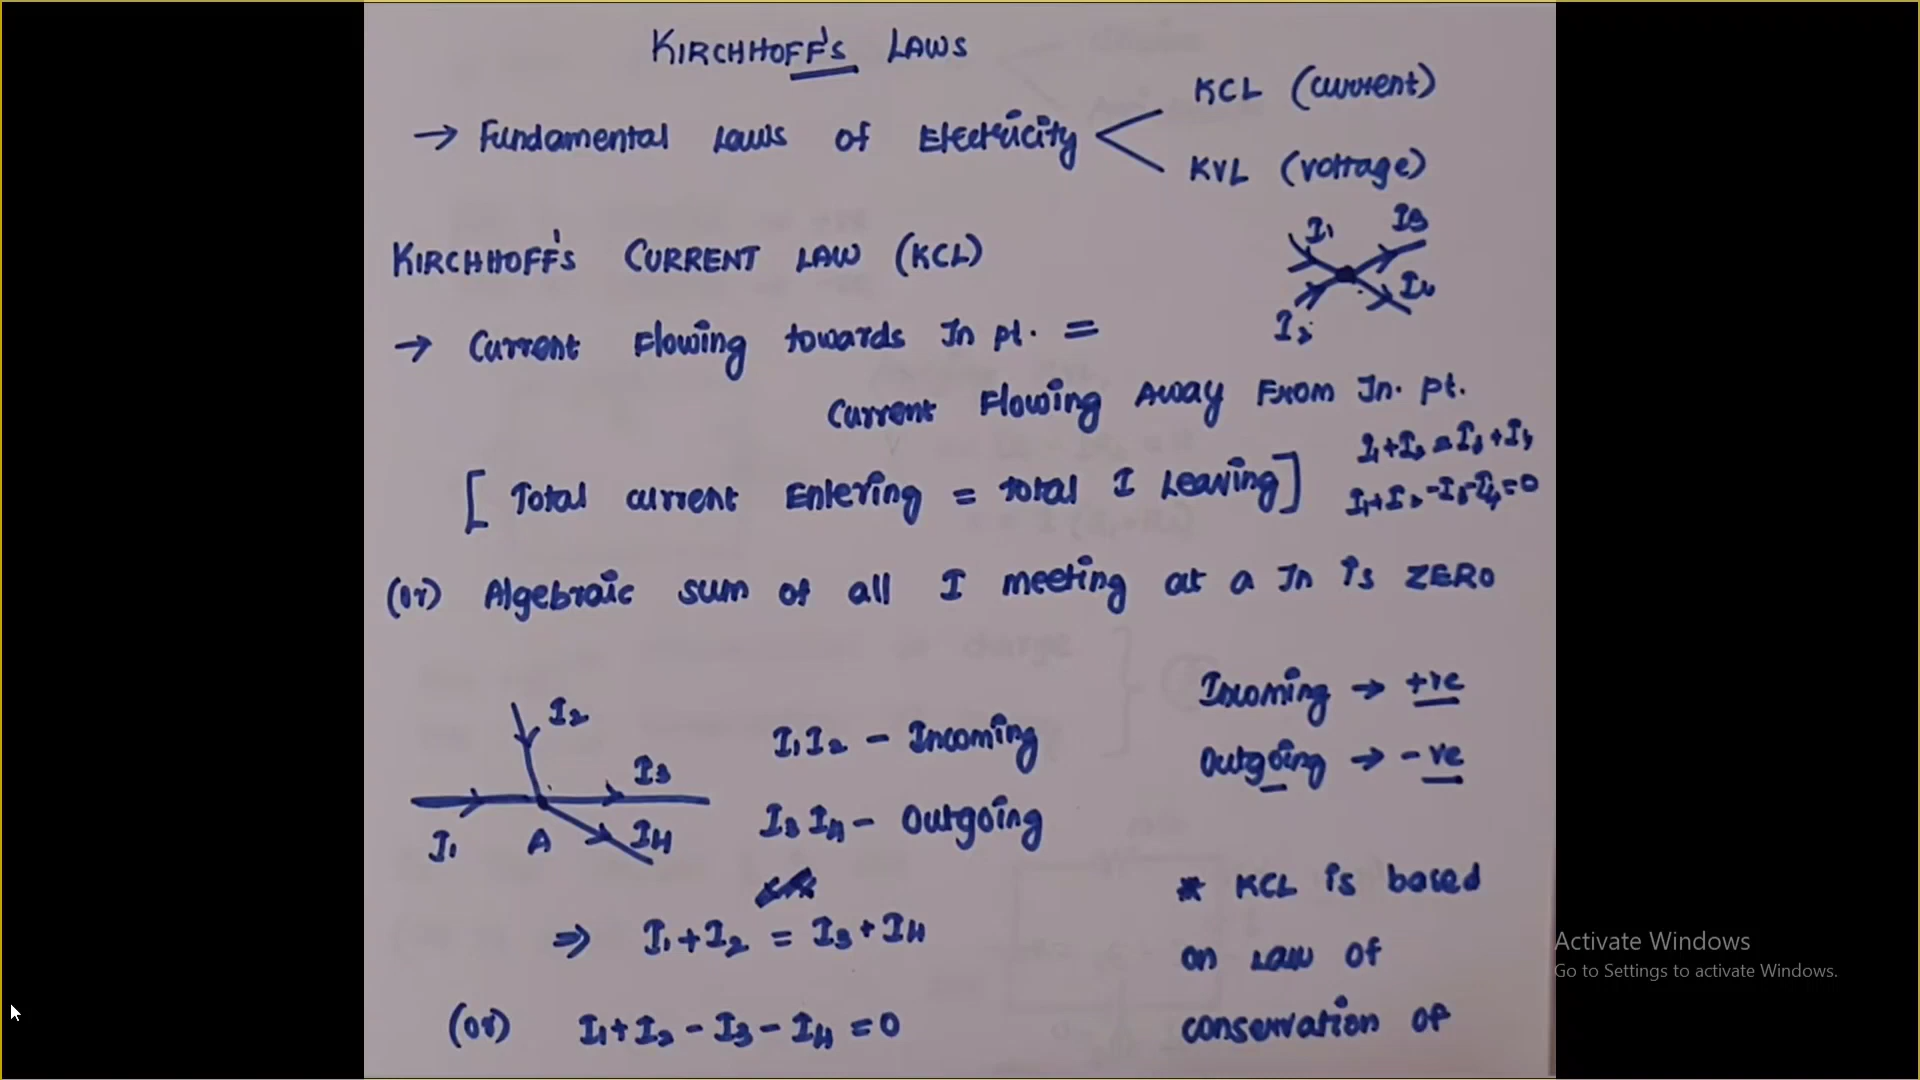 KIRCHHOFF's LAWS
→ Fundamental Laws of Electricity
KCL (current)
KVL (voltage)
KIRCHHOFF's CURRENT LAW (KCL)
I1 I3
I4
→ Current Flowing towards Jn pt. =
Current Flowing Away From Jn. pt.
[Total current Entering = total I Leaving]
(or) Algebraic sum of all I meeting at a Jn is ZERO
I2
I3
I1 A I4
I1 I2 - Incoming
I3 I4 - Outgoing
Incoming → +ve
Outgoing → -ve
⇒ I1 + I2 = I3 + I4
(or) I1 + I2 - I3 - I4 = 0
* KCL is based
on Law of
conservation of
Activate Windows
Go to Settings to activate Windows.